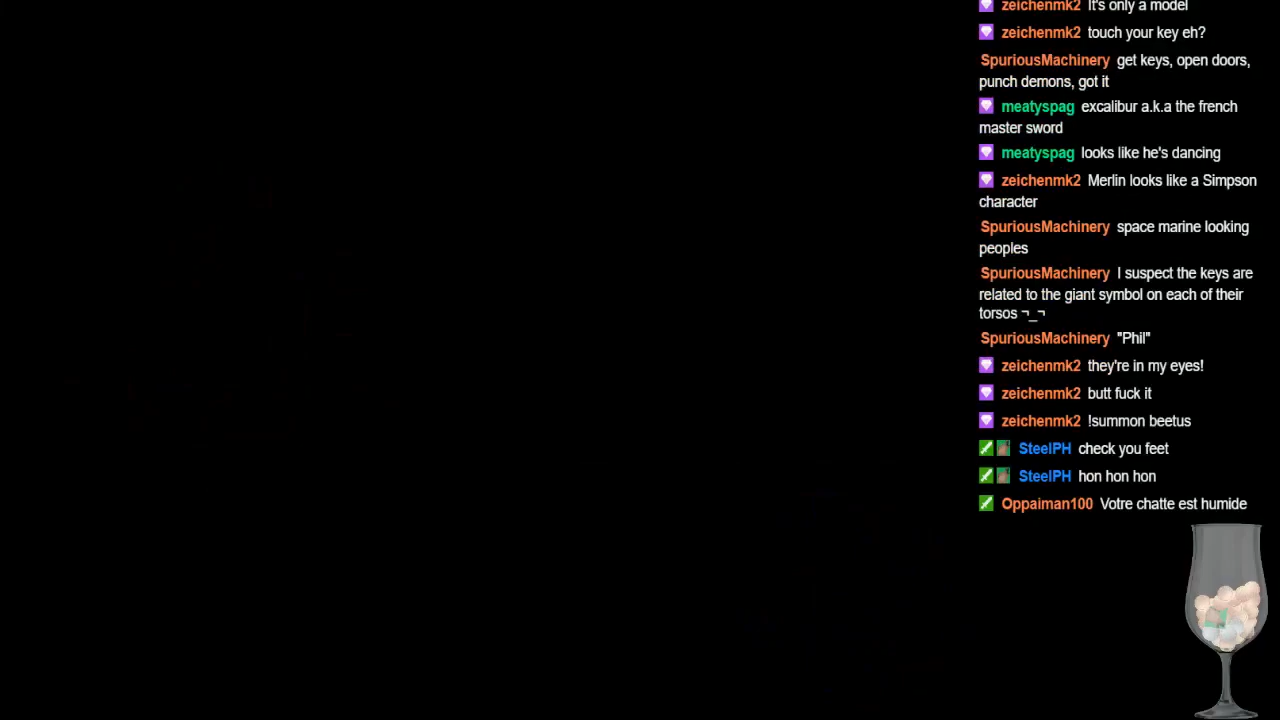 zeichenmk2 It's only a model
zeichenmk2 touch your key eh?
SpuriousMachinery get keys, open doors,
punch demons, got it
meatyspag excalibur a.k.a the french
master sword
meatyspag looks like he's dancing
zeichenmk2 Merlin looks like a Simpson
character
SpuriousMachinery space marine looking
peoples
SpuriousMachinery I suspect the keys are
related to the giant symbol on each of their
torsos ¬_¬
SpuriousMachinery "Phil"
zeichenmk2 they're in my eyes!
zeichenmk2 butt fuck it
zeichenmk2 !summon beetus
SteelPH check you feet
SteelPH hon hon hon
Oppaiman100 Votre chatte est humide